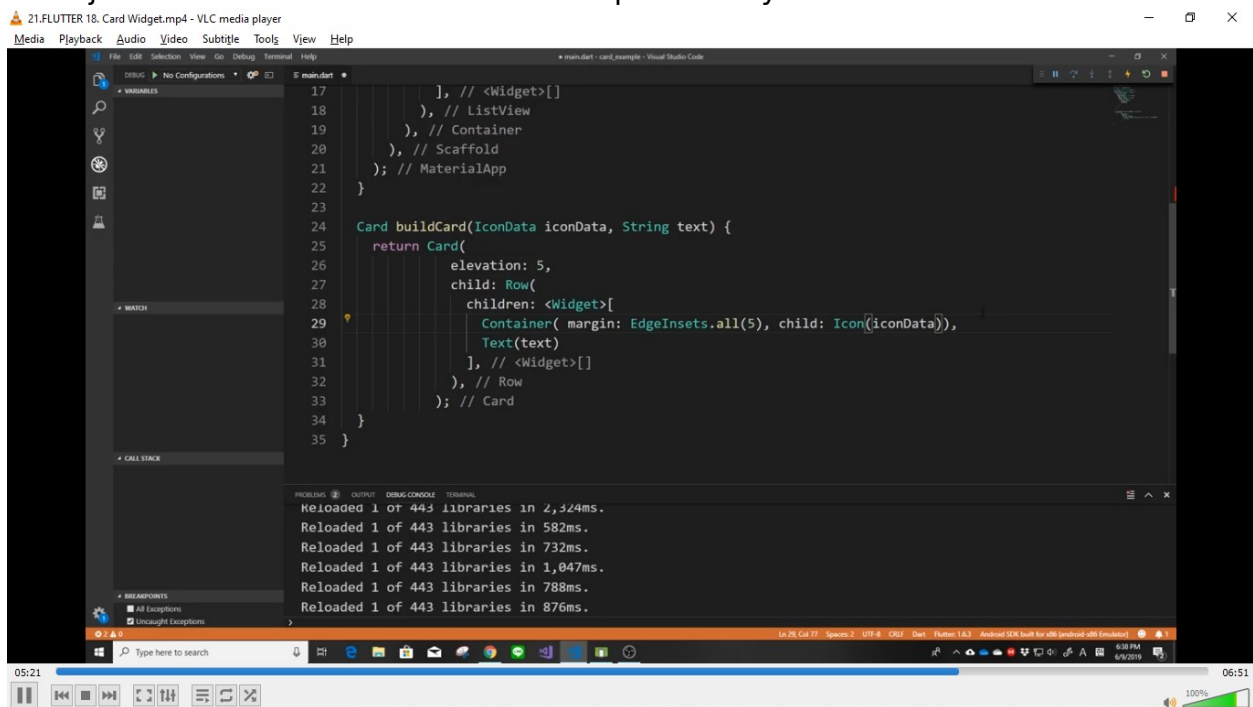 21.FLUTTER 18. Card Widget.mp4 - VLC media player
Media Playback Audio Video Subtitle Tools View Help
File Edit Selection View Go Debug Terminal Help
● main.dart - card_example - Visual Studio Code
DEBUG No Configurations
main.dart ●
VARIABLES
17 ], // <Widget>[]
18 ), // ListView
19 ), // Container
20 ), // Scaffold
21 ); // MaterialApp
22 }
23
24 Card buildCard(IconData iconData, String text) {
25 return Card(
26 elevation: 5,
27 child: Row(
WATCH
28 children: <Widget>[
29 Container( margin: EdgeInsets.all(5), child: Icon(iconData)),
30 Text(text)
31 ], // <Widget>[]
32 ), // Row
33 ); // Card
34 }
35 }
CALL STACK
PROBLEMS 2 OUTPUT DEBUG CONSOLE TERMINAL
Reloaded 1 of 443 libraries in 2,324ms.
Reloaded 1 of 443 libraries in 582ms.
Reloaded 1 of 443 libraries in 732ms.
Reloaded 1 of 443 libraries in 1,047ms.
Reloaded 1 of 443 libraries in 788ms.
Reloaded 1 of 443 libraries in 876ms.
BREAKPOINTS
All Exceptions
Uncaught Exceptions
2 0
Ln 29, Col 77 Spaces: 2 UTF-8 CRLF Dart Flutter: 1.6.3 Android SDK built for x86 (android-x86 Emulator) 1
Type here to search
6:38 PM
6/9/2019
05:21
06:51
100%